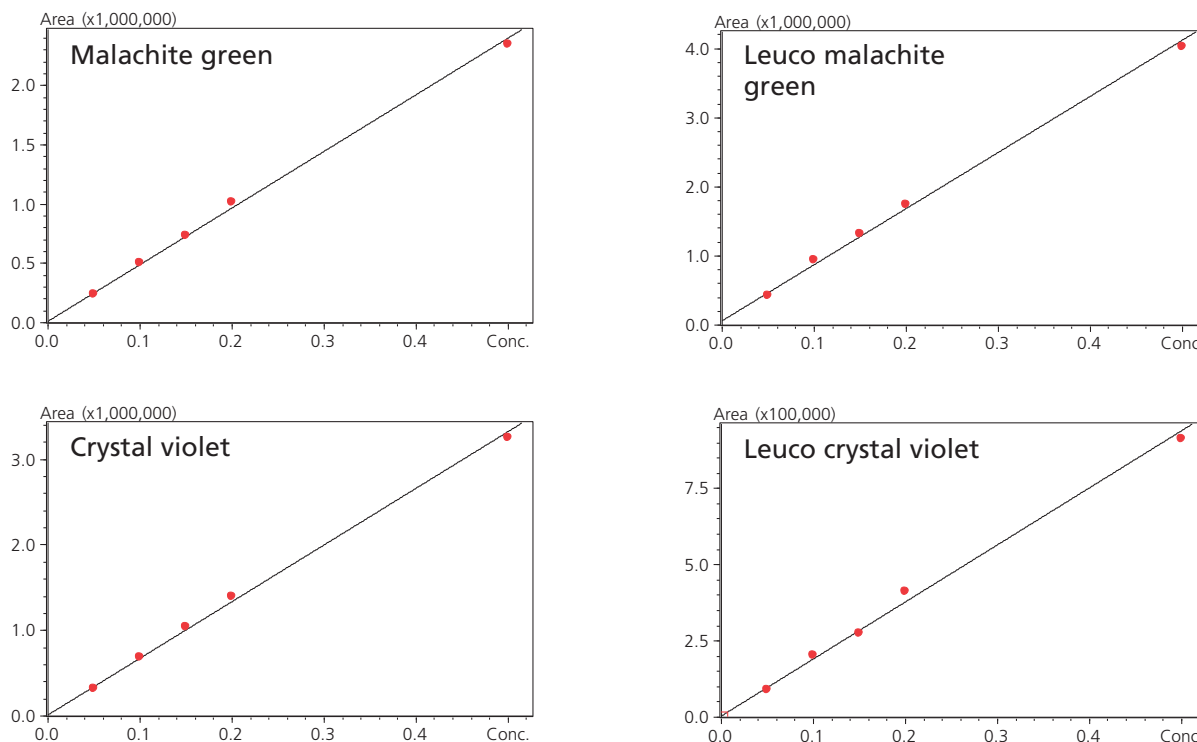 Area (x1,000,000)
Malachite green
2.0
1.5
1.0
0.5
0.0
0.0 0.1 0.2 0.3 0.4 Conc.
Area (x1,000,000)
Leuco malachite
green
4.0
3.0
2.0
1.0
0.0
0.0 0.1 0.2 0.3 0.4 Conc
Area (x1,000,000)
Crystal violet
3.0
2.0
1.0
0.0
0.0 0.1 0.2 0.3 0.4 Conc.
Area (x100,000)
Leuco crystal violet
7.5
5.0
2.5
0.0
0.0 0.1 0.2 0.3 0.4 Conc